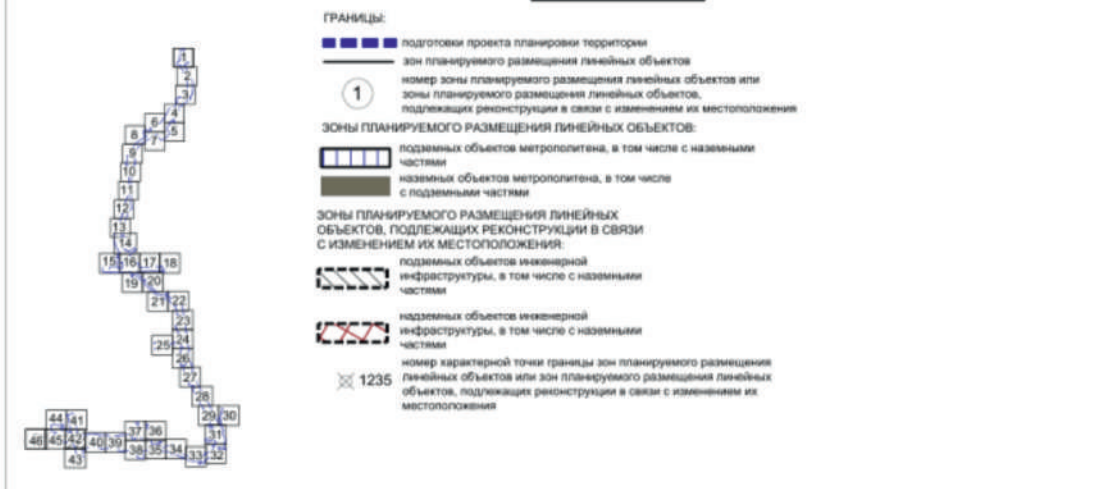 ГРАНИЦЫ:
подготовки проекта планировки территории
зон планируемого размещения линейных объектов
1
номер зоны планируемого размещения линейных объектов или
зоны планируемого размещения линейных объектов,
подлежащих реконструкции в связи с изменением их местоположения
ЗОНЫ ПЛАНИРУЕМОГО РАЗМЕЩЕНИЯ ЛИНЕЙНЫХ ОБЪЕКТОВ:
подземных объектов метрополитена, в том числе с наземными
частями
наземных объектов метрополитена, в том числе
с подземными частями
ЗОНЫ ПЛАНИРУЕМОГО РАЗМЕЩЕНИЯ ЛИНЕЙНЫХ
ОБЪЕКТОВ, ПОДЛЕЖАЩИХ РЕКОНСТРУКЦИИ В СВЯЗИ
С ИЗМЕНЕНИЕМ ИХ МЕСТОПОЛОЖЕНИЯ:
подземных объектов инженерной
инфраструктуры, в том числе с наземными
частями
надземных объектов инженерной
инфраструктуры, в том числе с наземными
частями
1235
номер характерной точки границы зон планируемого размещения
линейных объектов или зон планируемого размещения линейных
объектов, подлежащих реконструкции в связи с изменением их
местоположения
1
2
3
4
6
5
8
7
9
10
11
12
13
14
15 16 17 18
19 20
21 22
23
24
25
26
27
28
29 30
31
44 41
37 36
46 45 42 40 39
38 35 34 33 32
43